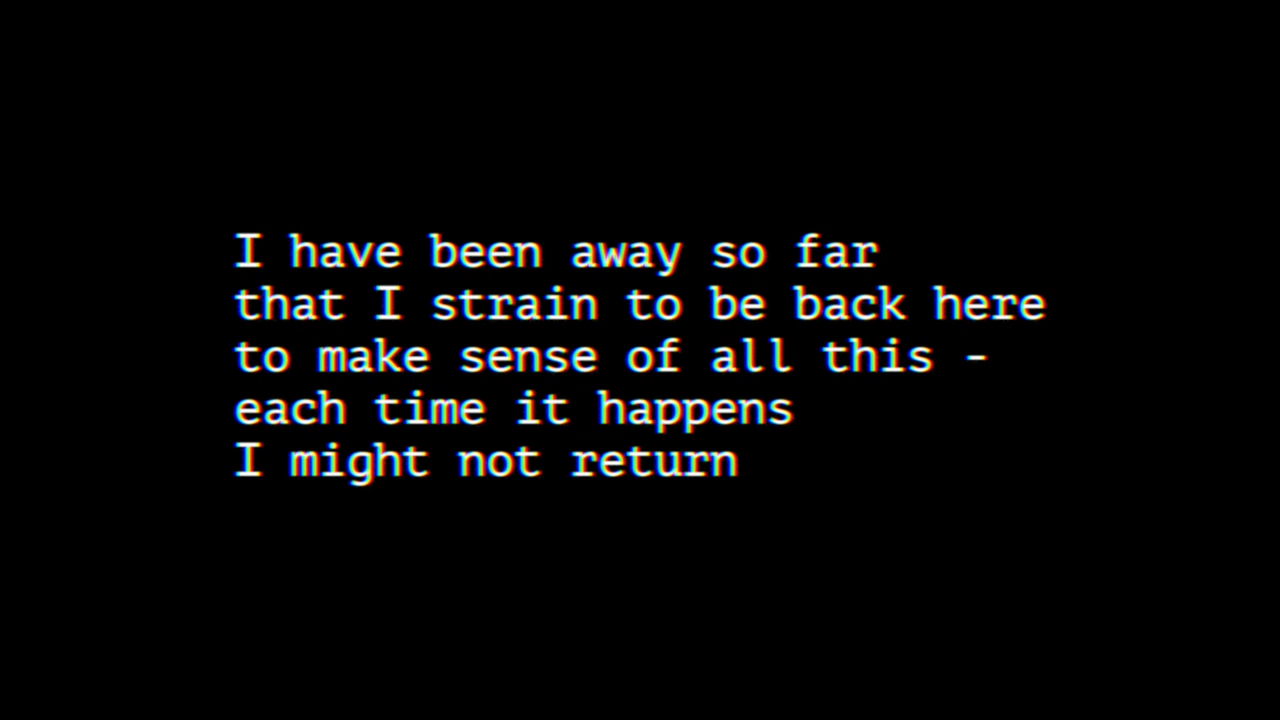 I have been away so far
that I strain to be back here
to make sense of all this -
each time it happens
I might not return